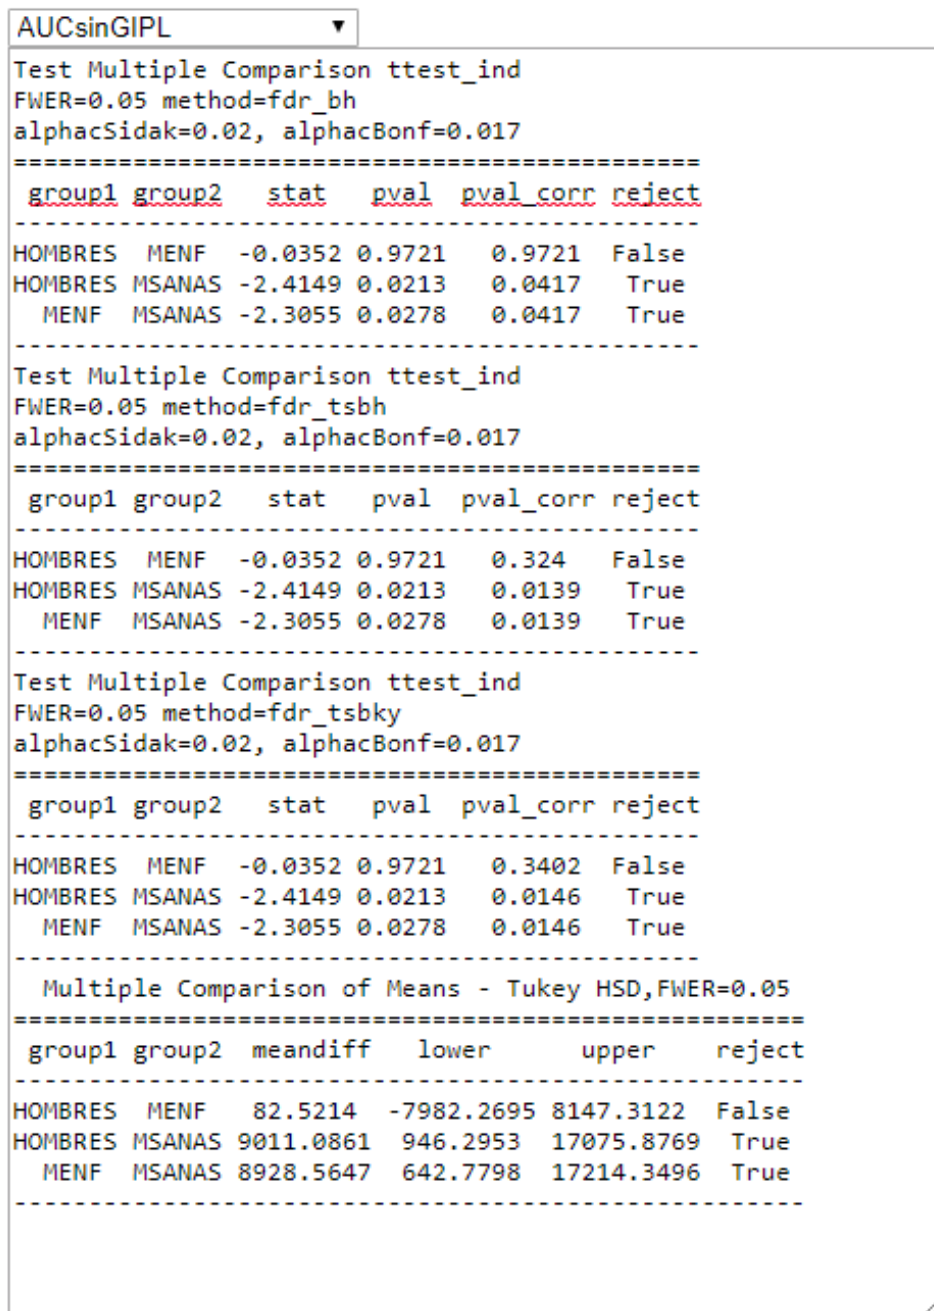 AUCsinGIPL ▼
Test Multiple Comparison ttest_ind
FWER=0.05 method=fdr_bh
alphacSidak=0.02, alphacBonf=0.017
==============================================
group1 group2 stat pval pval_corr reject
----------------------------------------------
HOMBRES MENF -0.0352 0.9721 0.9721 False
HOMBRES MSANAS -2.4149 0.0213 0.0417 True
MENF MSANAS -2.3055 0.0278 0.0417 True
----------------------------------------------
Test Multiple Comparison ttest_ind
FWER=0.05 method=fdr_tsbh
alphacSidak=0.02, alphacBonf=0.017
==============================================
group1 group2 stat pval pval_corr reject
----------------------------------------------
HOMBRES MENF -0.0352 0.9721 0.324 False
HOMBRES MSANAS -2.4149 0.0213 0.0139 True
MENF MSANAS -2.3055 0.0278 0.0139 True
----------------------------------------------
Test Multiple Comparison ttest_ind
FWER=0.05 method=fdr_tsbky
alphacSidak=0.02, alphacBonf=0.017
==============================================
group1 group2 stat pval pval_corr reject
----------------------------------------------
HOMBRES MENF -0.0352 0.9721 0.3402 False
HOMBRES MSANAS -2.4149 0.0213 0.0146 True
MENF MSANAS -2.3055 0.0278 0.0146 True
----------------------------------------------
Multiple Comparison of Means - Tukey HSD,FWER=0.05
=====================================================
group1 group2 meandiff lower upper reject
-----------------------------------------------------
HOMBRES MENF 82.5214 -7982.2695 8147.3122 False
HOMBRES MSANAS 9011.0861 946.2953 17075.8769 True
MENF MSANAS 8928.5647 642.7798 17214.3496 True
-----------------------------------------------------